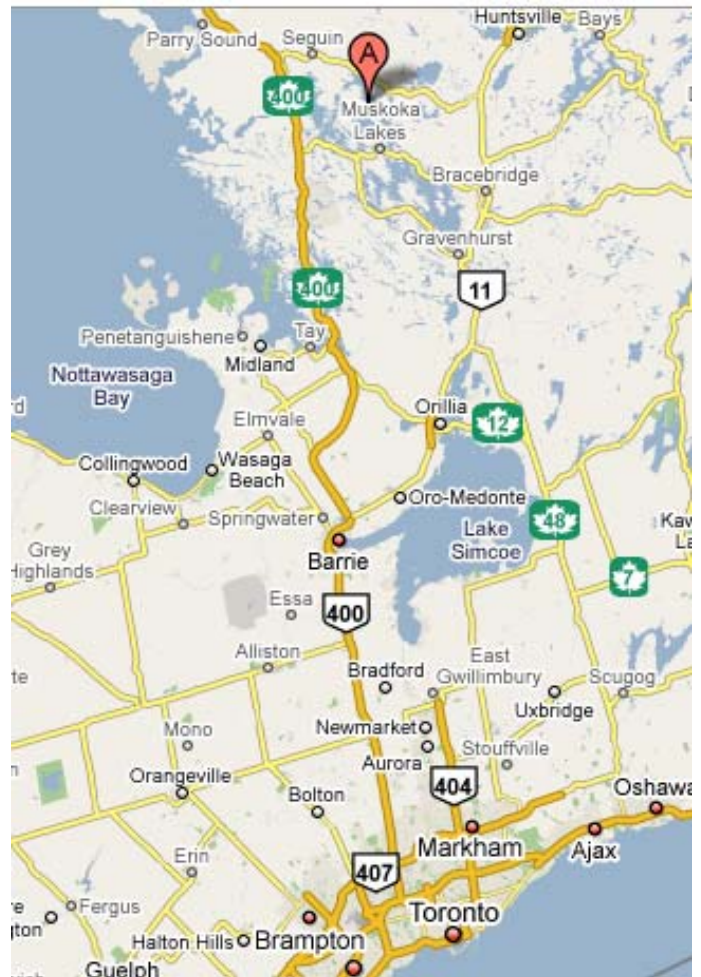 Huntsville
Bays
Parry Sound
Seguin
A
400
Muskoka
Lakes
Bracebridge
Gravenhurst
400
11
Penetanguishene
Tay
Midland
Nottawasaga
Bay
Orillia
12
Elmvale
Collingwood
Wasaga
Beach
Oro-Medonte
Clearview
Springwater
48
Lake
Simcoe
Barrie
Grey
Highlands
7
Essa
400
Alliston
Bradford
East
Gwillimbury
Scugog
Uxbridge
Mono
Newmarket
Stouffville
Aurora
Orangeville
404
Oshawa
Bolton
Markham
Ajax
Erin
407
Fergus
Toronto
Halton Hills
Brampton
Guelph